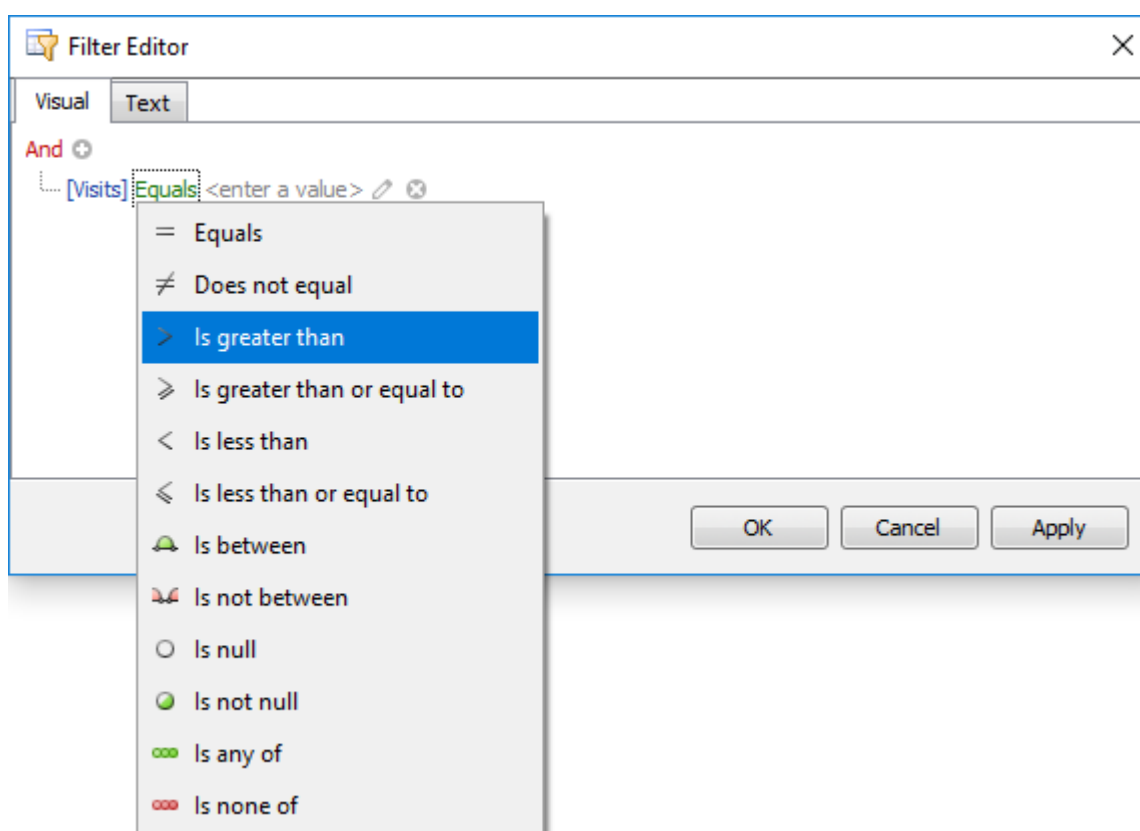 Filter Editor
Visual Text
And
[Visits] Equals <enter a value>
= Equals
≠ Does not equal
> Is greater than
⩾ Is greater than or equal to
< Is less than
⩽ Is less than or equal to
Is between
Is not between
Is null
Is not null
Is any of
Is none of
OK Cancel Apply